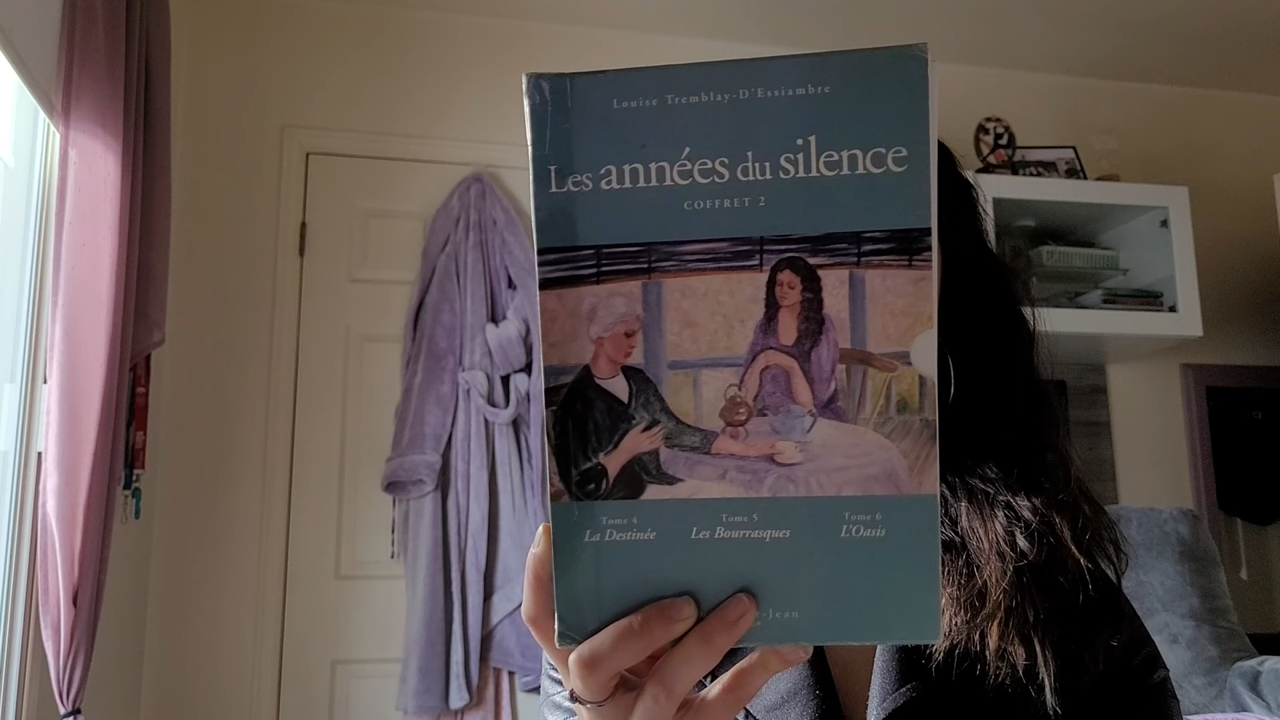 Louise Tremblay-D'Essiambre
Les années du silence
COFFRET 2
Tome 4
La Destinée
Tome 5
Les Bourrasques
Tome 6
L'Oasis
-Jean